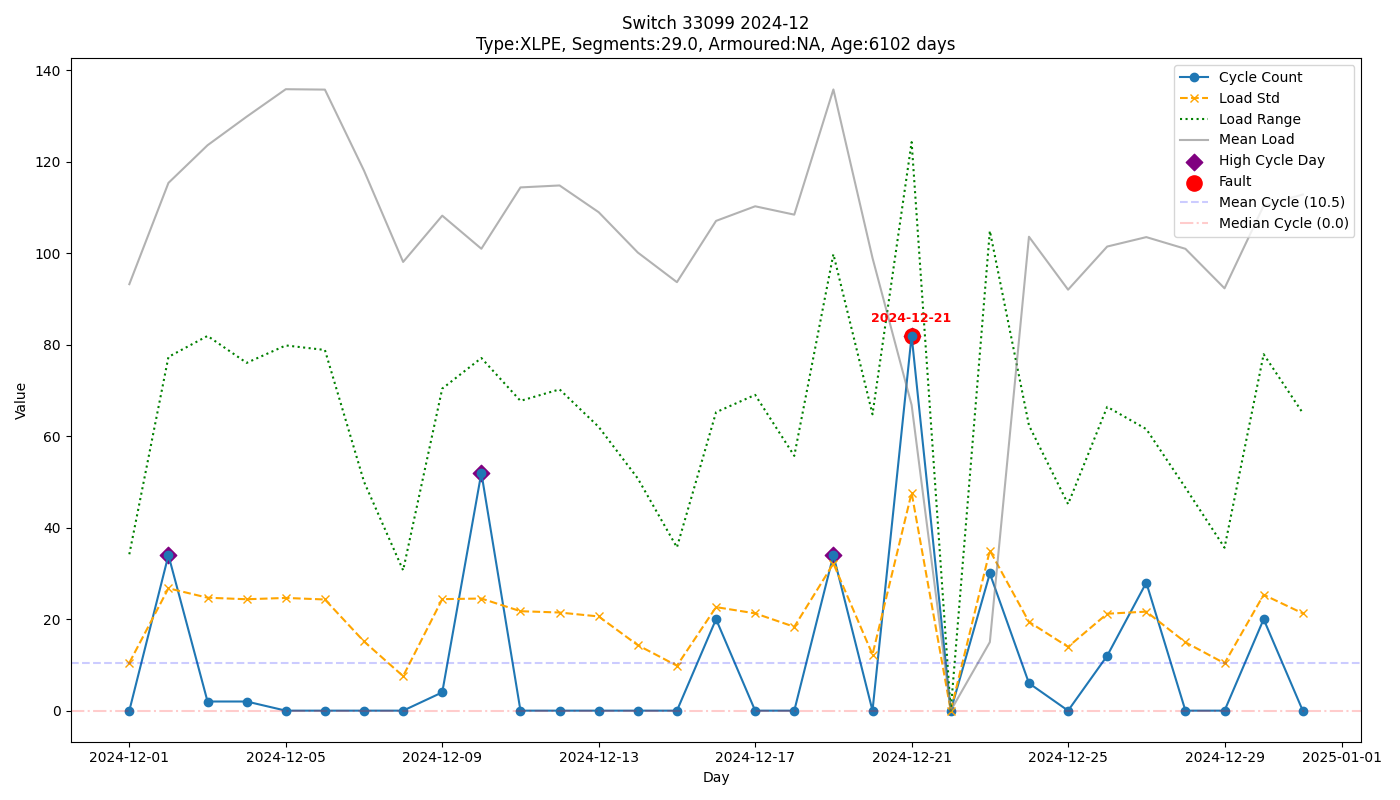 Switch 33099 2024-12
Type:XLPE, Segments:29.0, Armoured:NA, Age:6102 days
140
120
100
80
60
40
20
0
Value
Cycle Count
Load Std
Load Range
Mean Load
High Cycle Day
Fault
Mean Cycle (10.5)
Median Cycle (0.0)
2024-12-21
2024-12-01
2024-12-05
2024-12-09
2024-12-13
2024-12-17
2024-12-21
2024-12-25
2024-12-29
2025-01-01
Day